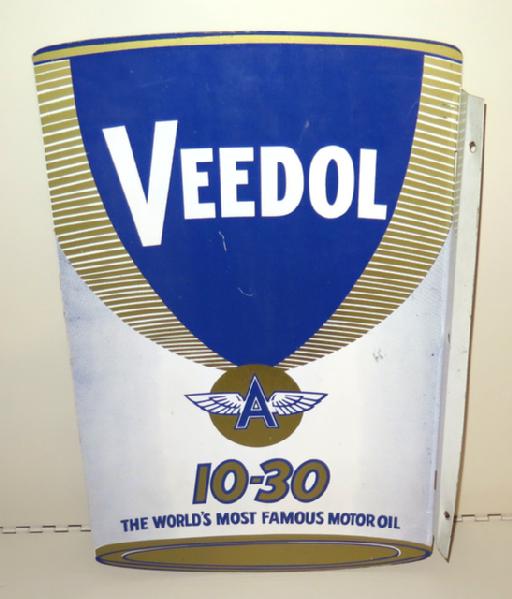 VEEDOL
A
10-30
THE WORLD'S MOST FAMOUS MOTOR OIL